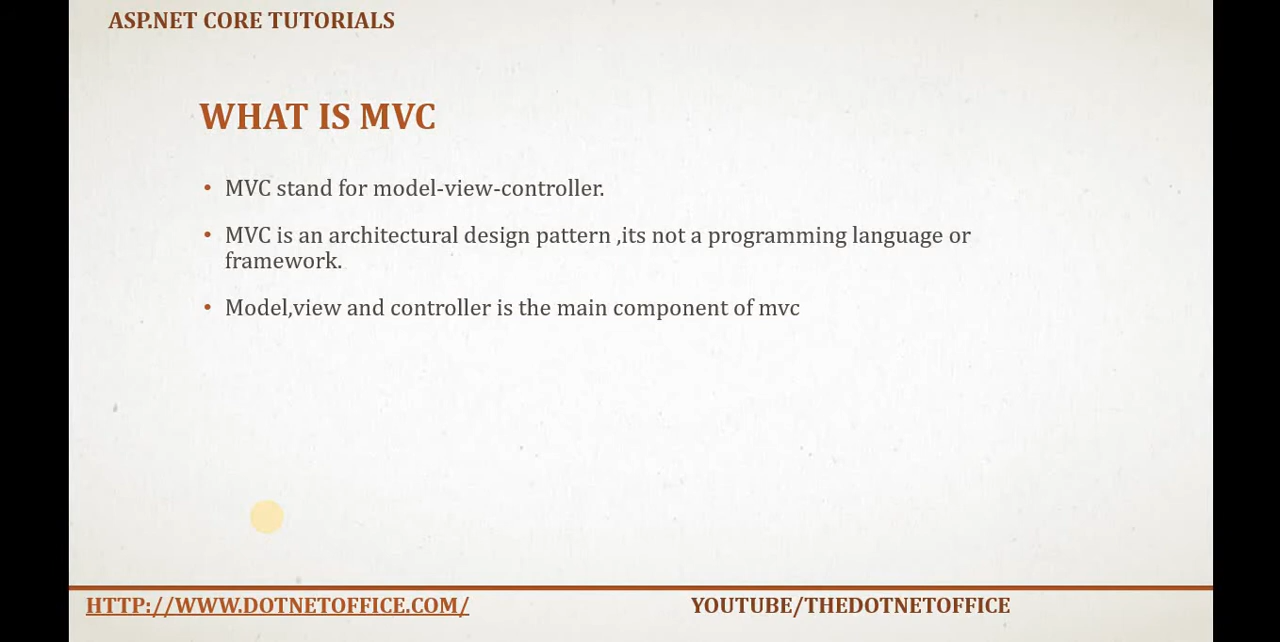 ASP.NET CORE TUTORIALS
WHAT IS MVC
• MVC stand for model-view-controller.
• MVC is an architectural design pattern ,its not a programming language or
framework.
• Model,view and controller is the main component of mvc
HTTP://WWW.DOTNETOFFICE.COM/
YOUTUBE/THEDOTNETOFFICE